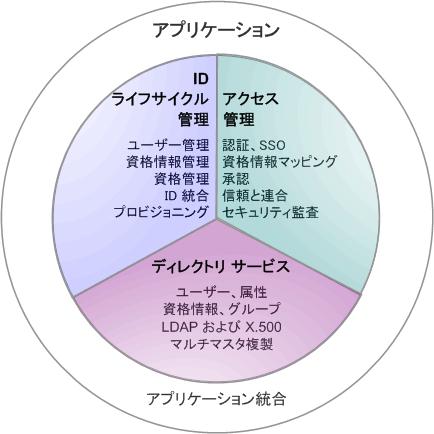 アプリケーション
ID
ライフサイクル
管理
ユーザー管理
資格情報管理
資格管理
ID 統合
プロビジョニング
アクセス
管理
認証、SSO
資格情報マッピング
承認
信頼と連合
セキュリティ監査
ディレクトリ サービス
ユーザー、属性
資格情報、グループ
LDAP および X.500
マルチマスタ複製
アプリケーション統合